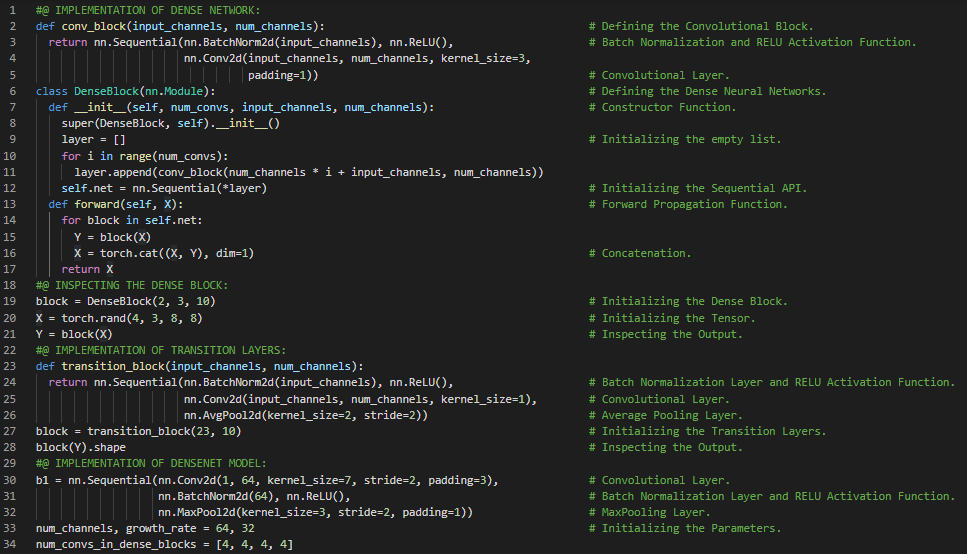 1 #@ IMPLEMENTATION OF DENSE NETWORK:
2 def conv_block(input_channels, num_channels): # Defining the Convolutional Block.
3 return nn.Sequential(nn.BatchNorm2d(input_channels), nn.ReLU(), # Batch Normalization and RELU Activation Function.
4 nn.Conv2d(input_channels, num_channels, kernel_size=3,
5 padding=1)) # Convolutional Layer.
6 class DenseBlock(nn.Module): # Defining the Dense Neural Networks.
7 def __init__(self, num_convs, input_channels, num_channels): # Constructor Function.
8 super(DenseBlock, self).__init__()
9 layer = [] # Initializing the empty list.
10 for i in range(num_convs):
11 layer.append(conv_block(num_channels * i + input_channels, num_channels))
12 self.net = nn.Sequential(*layer) # Initializing the Sequential API.
13 def forward(self, X): # Forward Propagation Function.
14 for block in self.net:
15 Y = block(X)
16 X = torch.cat((X, Y), dim=1) # Concatenation.
17 return X
18 #@ INSPECTING THE DENSE BLOCK:
19 block = DenseBlock(2, 3, 10) # Initializing the Dense Block.
20 X = torch.rand(4, 3, 8, 8) # Initializing the Tensor.
21 Y = block(X) # Inspecting the Output.
22 #@ IMPLEMENTATION OF TRANSITION LAYERS:
23 def transition_block(input_channels, num_channels):
24 return nn.Sequential(nn.BatchNorm2d(input_channels), nn.ReLU(), # Batch Normalization Layer and RELU Activation Function.
25 nn.Conv2d(input_channels, num_channels, kernel_size=1), # Convolutional Layer.
26 nn.AvgPool2d(kernel_size=2, stride=2)) # Average Pooling Layer.
27 block = transition_block(23, 10) # Initializing the Transition Layers.
28 block(Y).shape # Inspecting the Output.
29 #@ IMPLEMENTATION OF DENSENET MODEL:
30 b1 = nn.Sequential(nn.Conv2d(1, 64, kernel_size=7, stride=2, padding=3), # Convolutional Layer.
31 nn.BatchNorm2d(64), nn.ReLU(), # Batch Normalization Layer and RELU Activation Function.
32 nn.MaxPool2d(kernel_size=3, stride=2, padding=1)) # MaxPooling Layer.
33 num_channels, growth_rate = 64, 32 # Initializing the Parameters.
34 num_convs_in_dense_blocks = [4, 4, 4, 4]